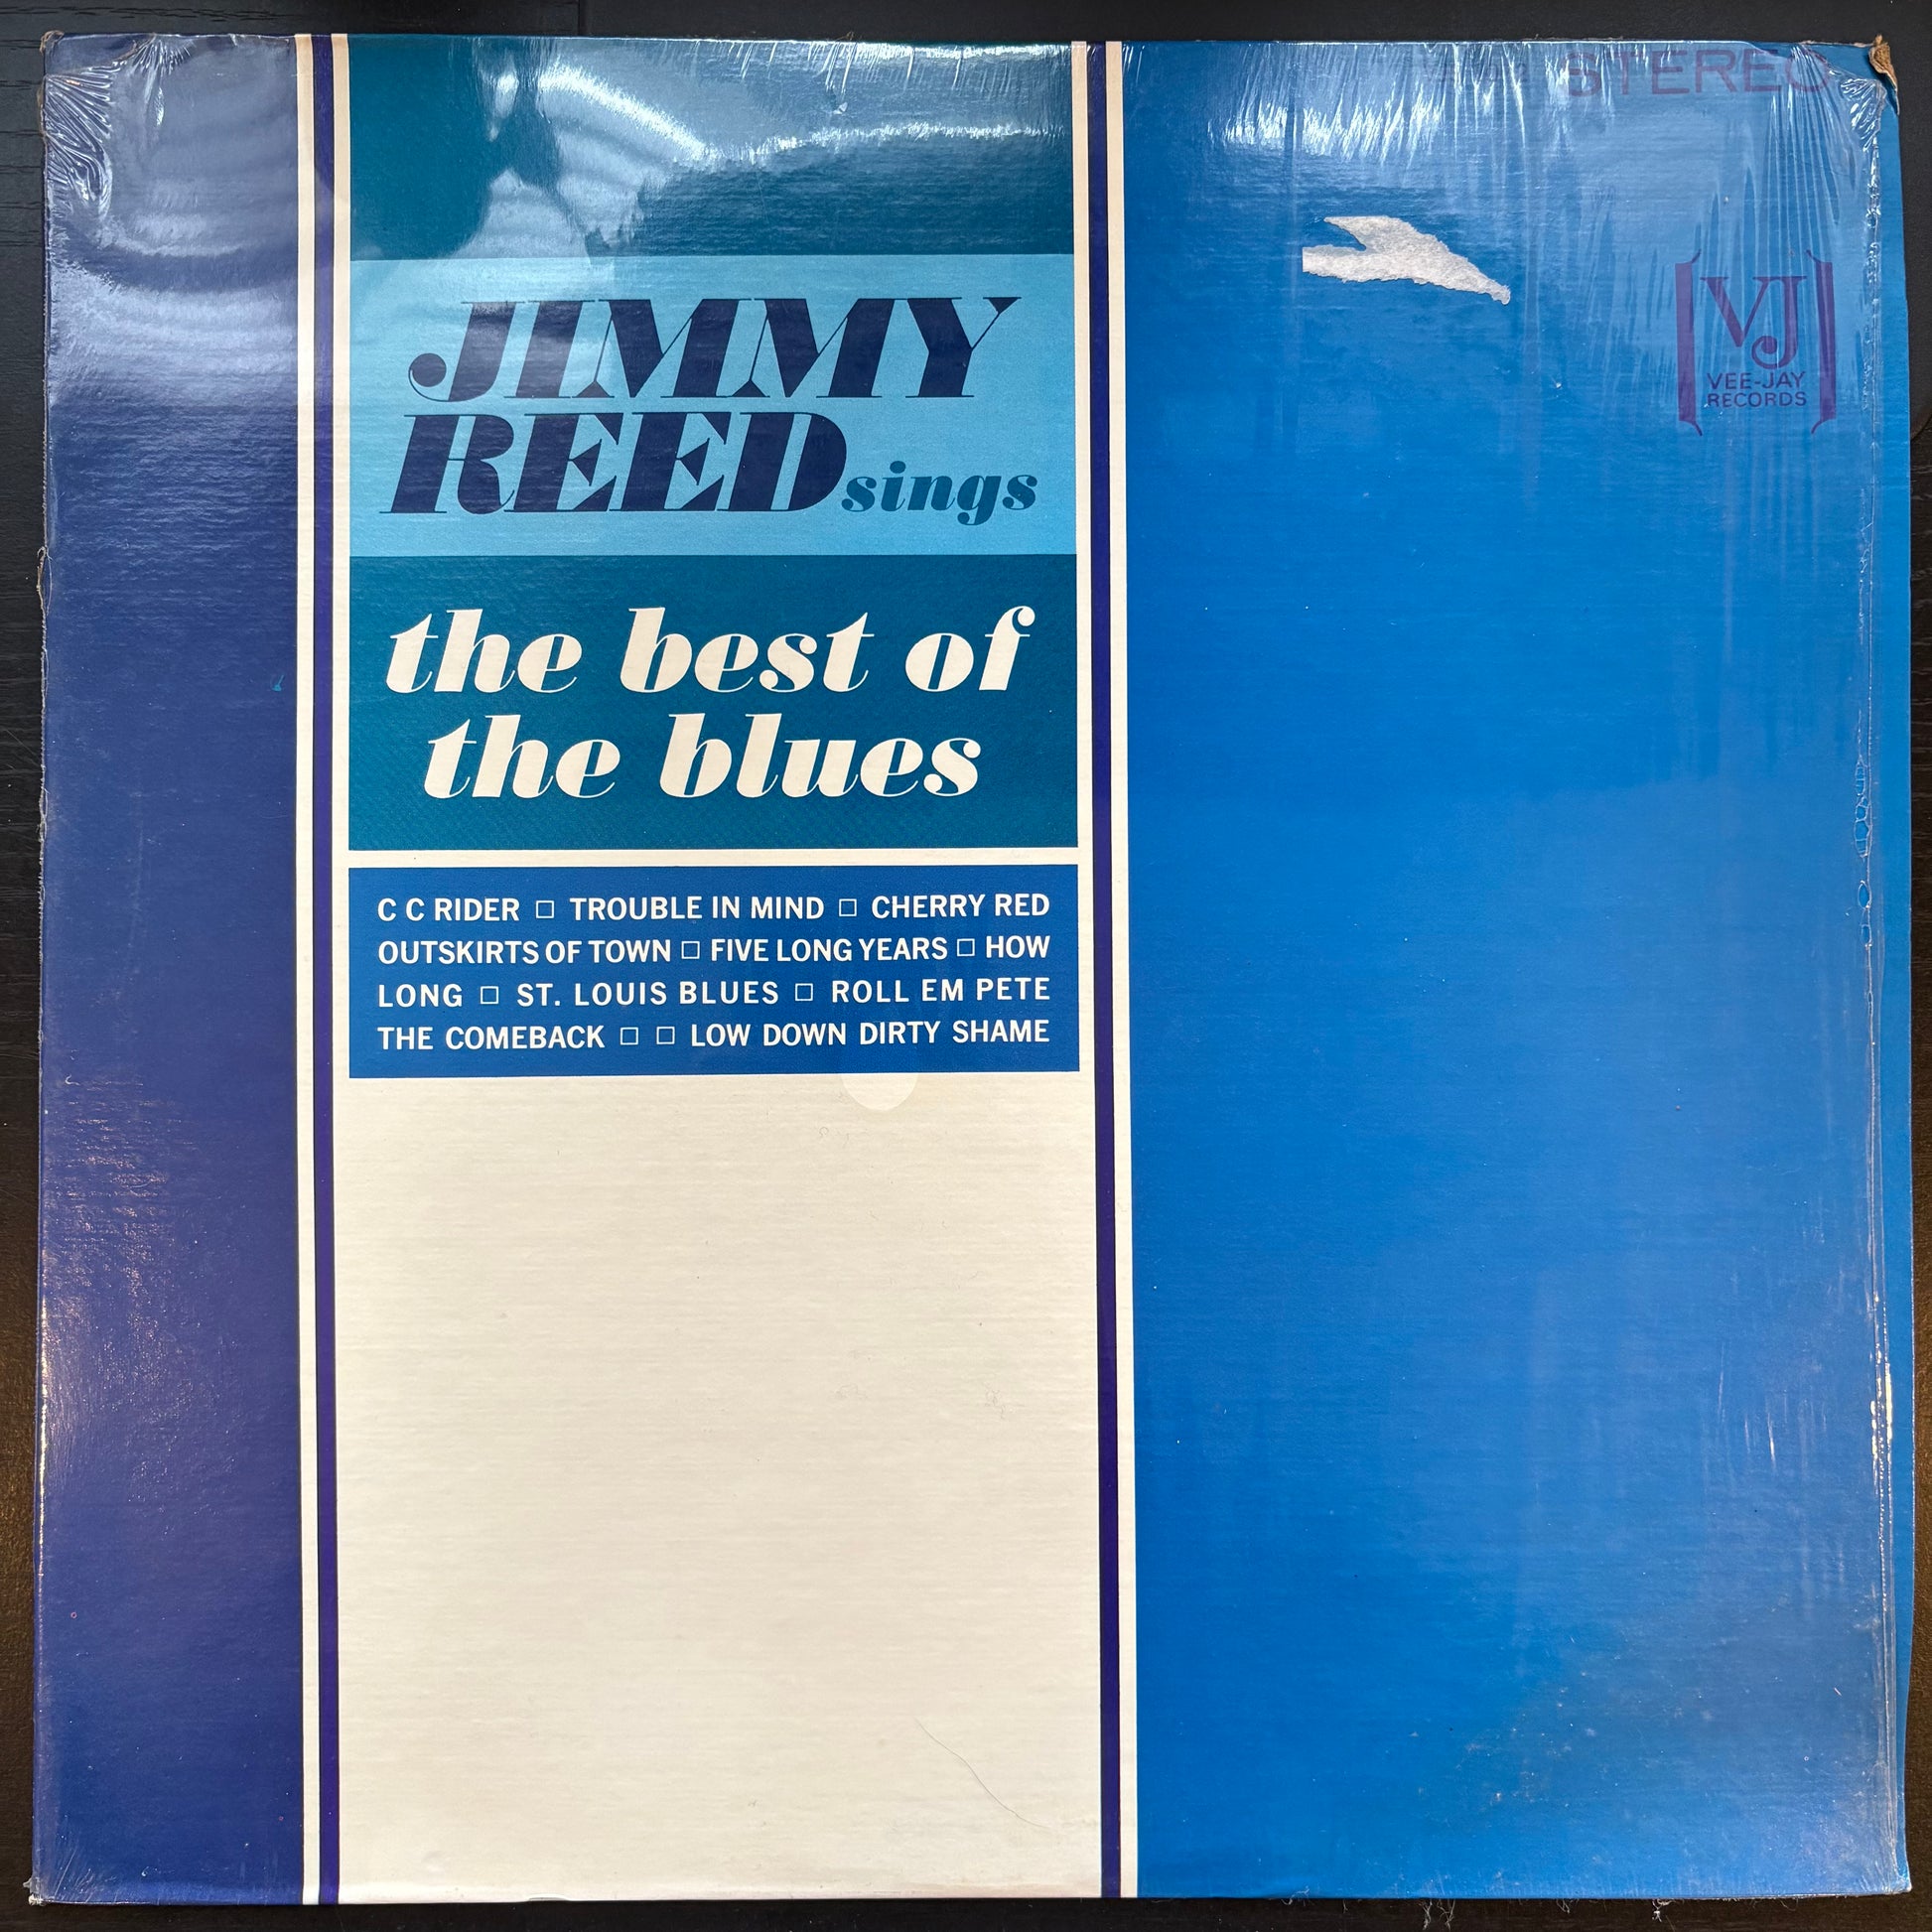 STEREO
VJ
VEE-JAY
RECORDS
JIMMY
REED sings
the best of
the blues
C C RIDER □ TROUBLE IN MIND □ CHERRY RED
OUTSKIRTS OF TOWN □ FIVE LONG YEARS □ HOW
LONG □ ST. LOUIS BLUES □ ROLL EM PETE
THE COMEBACK □ □ LOW DOWN DIRTY SHAME